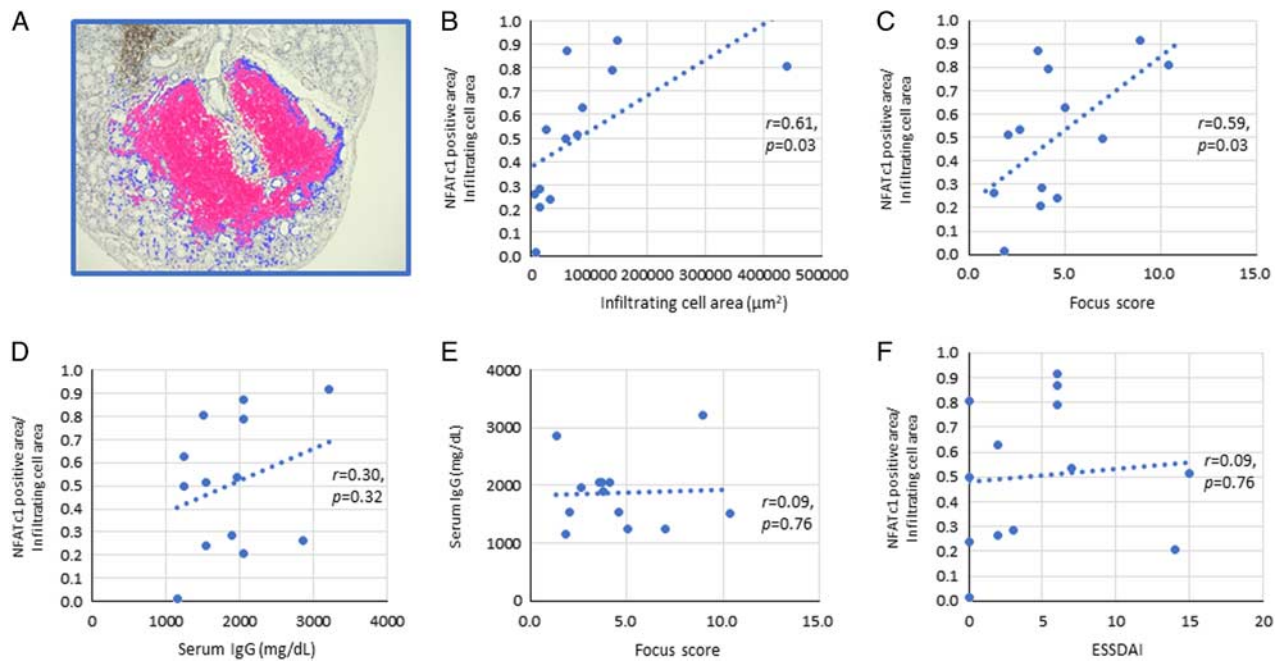 A
B
NFATc1 positive area/
Infiltrating cell area
1.0
0.9
0.8
0.7
0.6
0.5
0.4
0.3
0.2
0.1
0.0
r=0.61,
p=0.03
0 100000 200000 300000 400000 500000
Infiltrating cell area (μm²)
C
NFATc1 positive area/
Infiltrating cell area
1.0
0.9
0.8
0.7
0.6
0.5
0.4
0.3
0.2
0.1
0.0
r=0.59,
p=0.03
0.0 5.0 10.0 15.0
Focus score
D
NFATc1 positive area/
Infiltrating cell area
1.0
0.9
0.8
0.7
0.6
0.5
0.4
0.3
0.2
0.1
0.0
r=0.30,
p=0.32
0 1000 2000 3000 4000
Serum IgG (mg/dL)
E
Serum IgG (mg/dL)
4000
3000
2000
1000
0
r=0.09,
p=0.76
0.0 5.0 10.0 15.0
Focus score
F
NFATc1 positive area/
Infiltrating cell area
1.0
0.9
0.8
0.7
0.6
0.5
0.4
0.3
0.2
0.1
0.0
r=0.09,
p=0.76
0 5 10 15 20
ESSDAI